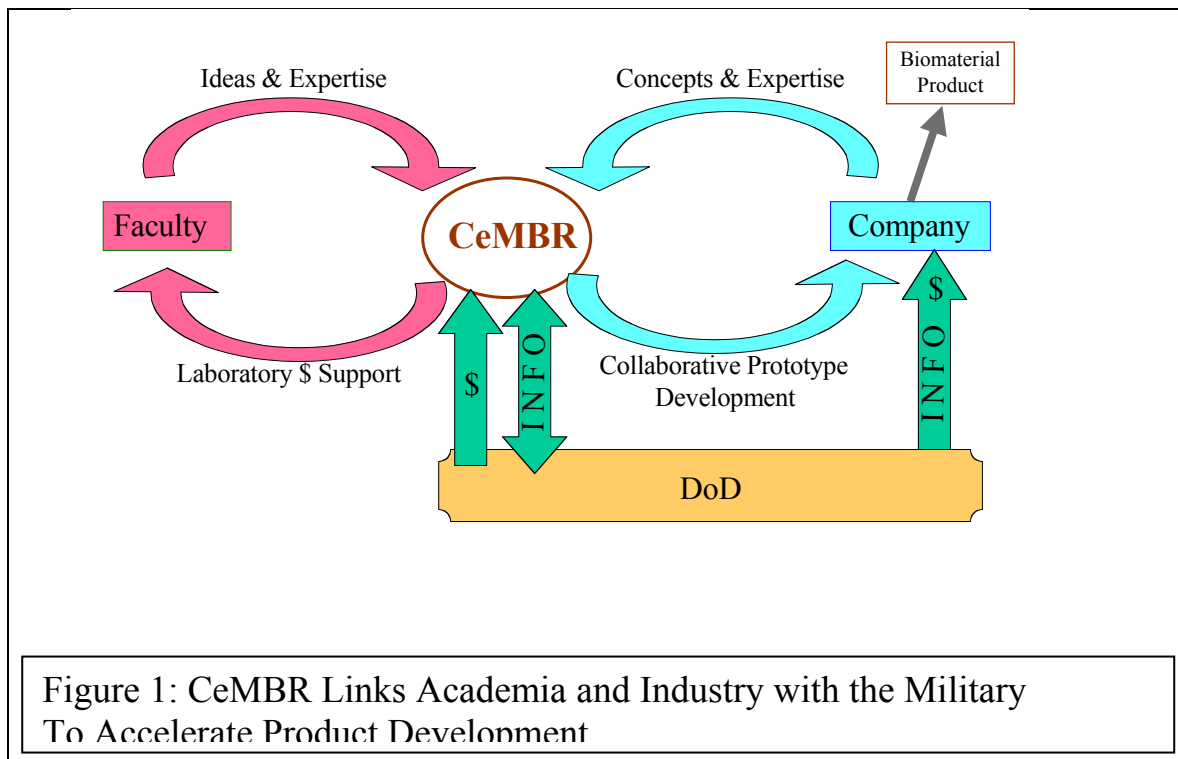 Ideas & Expertise
Concepts & Expertise
Biomaterial
Product
Faculty
CeMBR
Company
Laboratory $ Support
Collaborative Prototype
Development
$
INFO
INFO $
DoD
Figure 1: CeMBR Links Academia and Industry with the Military
To Accelerate Product Development